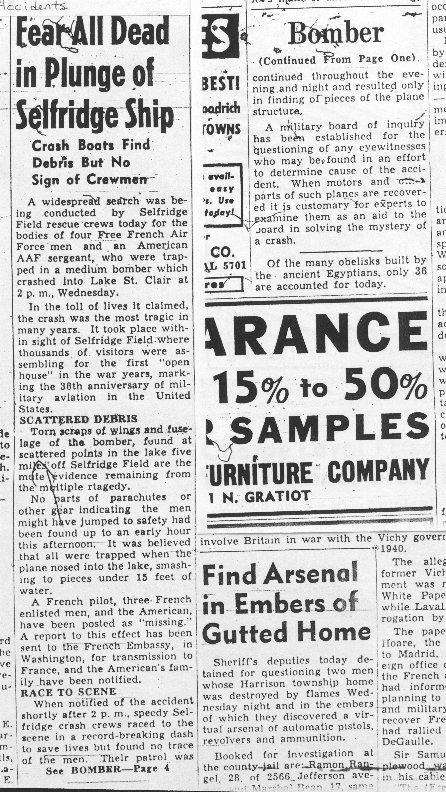 Accidents
Fear All Dead
in Plunge of
Selfridge Ship
Crash Boats Find
Debris But No
Sign of Crewmen
A widespread search was be-
ing conducted by Selfridge
Field rescue crews today for the
bodies of four Free French Air
Force men and an American
AAF sergeant, who were trap-
ped in a medium bomber which
crashed into Lake St. Clair at
2 p. m., Wednesday.
In the toll of lives it claimed,
the crash was the most tragic in
many years. It took place with-
in sight of Selfridge Field where
thousands of visitors were as-
sembling for the first "open
house" in the war years, mark-
ing the 38th anniversary of mil-
itary aviation in the United
States.
SCATTERED DEBRIS
Torn scraps of wings and fuse-
lage of the bomber, found at
scattered points in the lake five
miles off Selfridge Field are the
mute evidence remaining from
the multiple rtagedy.
No parts of parachutes or
other gear indicating the men
might have jumped to safety had
been found up to an early hour
this afternoon. It was believed
that all were trapped when the
plane nosed into the lake, smash-
ing to pieces under 15 feet of
water.
A French pilot, three French
enlisted men, and the American,
have been posted as "missing."
A report to this effect has been
sent to the French Embassy, in
Washington, for transmission to
France, and the American's fam-
ily have been notified.
RACE TO SCENE
When notified of the accident
shortly after 2 p. m., speedy Sel-
fridge crash crews raced to the
scene in a record-breaking dash
to save lives but found no trace
of the men. Their patrol was
See BOMBER—Page 4
ES
BEST!
oodrich
TOWNS
avail-
easy
s. Use
today!
CO.
AL 5701
res
Bomber
(Continued From Page One)
continued throughout the eve-
ning and night and resulted only
in finding of pieces of the plane
structure.
A military board of inquiry
has been established for the
questioning of any eyewitnesses
who may be found in an effort
to determine cause of the acci-
dent. When motors and
parts of such planes are recover-
ed it is customary for experts to
examine them as an aid to the
board in solving the mystery of
a crash.
Of the many obelisks built by
the ancient Egyptians, only 36
are accounted for today.
ARANCE
15% to 50%
SAMPLES
URNITURE COMPANY
N. GRATIOT
involve Britain in war with the Vichy govern
1940.
Find Arsenal
in Embers of
Gutted Home
Sheriff's deputies today de-
tained for questioning two men
whose Harrison township home
was destroyed by flames Wed-
nesday night and in the embers
of which they discovered a vir-
tual arsenal of automatic pistols,
revolvers and ammunition.
Booked for investigation at
the county jail are Ramon Ran-
gel, 28, of 2566 Jefferson ave-
The alleg
former Vich
ment was r
White Pape
while Laval
rogation by
The pape
Hoare, the
to Madrid,
eign office
the French
had inform
planning to
and military
recover Fre
had rallied
DeGaulle.
Sir Samu
in his cable